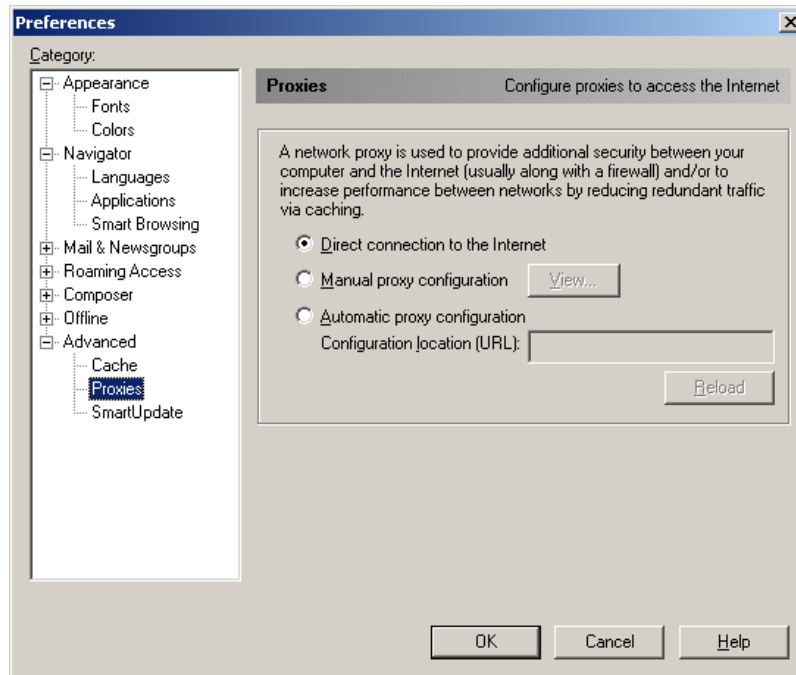 Preferences
Category:
Appearance
Fonts
Colors
Navigator
Languages
Applications
Smart Browsing
Mail & Newsgroups
Roaming Access
Composer
Offline
Advanced
Cache
Proxies
SmartUpdate
Proxies Configure proxies to access the Internet
A network proxy is used to provide additional security between your
computer and the Internet (usually along with a firewall) and/or to
increase performance between networks by reducing redundant traffic
via caching.
Direct connection to the Internet
Manual proxy configuration View...
Automatic proxy configuration
Configuration location (URL):
Reload
OK Cancel Help